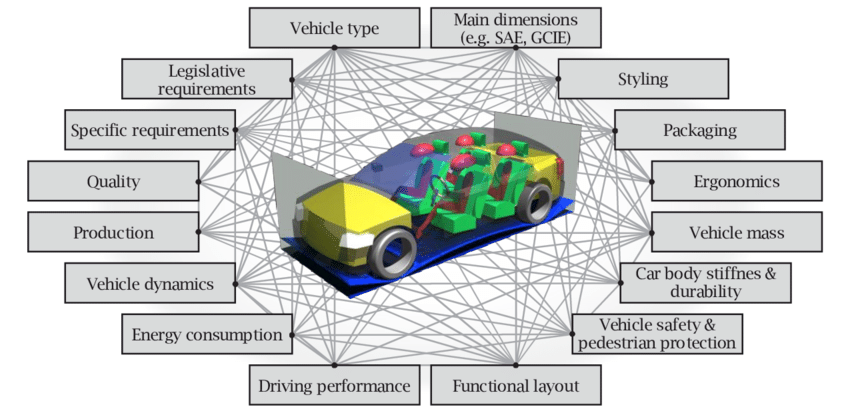 Vehicle type
Main dimensions
(e.g. SAE, GCIE)
Legislative
requirements
Styling
Specific requirements
Packaging
Quality
Ergonomics
Production
Vehicle mass
Vehicle dynamics
Car body stiffnes &
durability
Energy consumption
Vehicle safety &
pedestrian protection
Driving performance
Functional layout